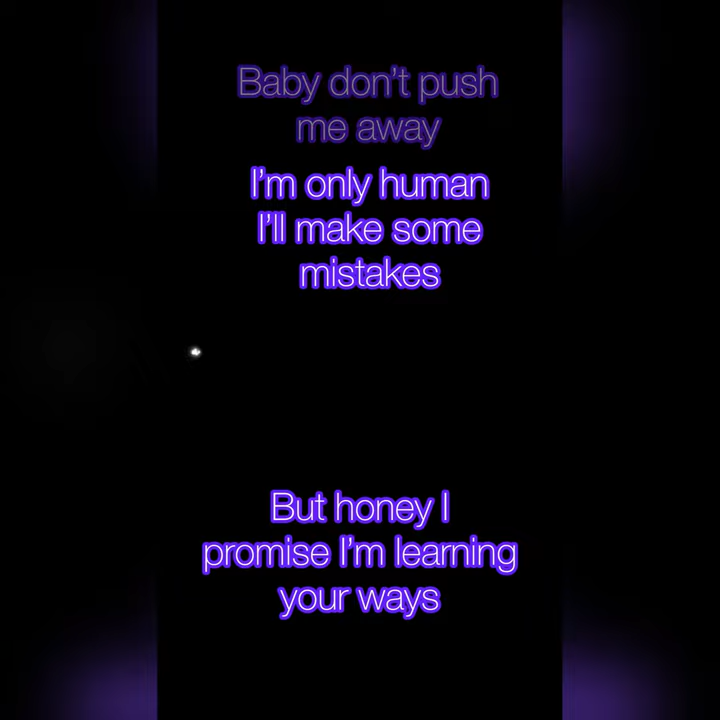 Baby don’t push
me away
I’m only human
I’ll make some
mistakes
But honey I
promise I’m learning
your ways